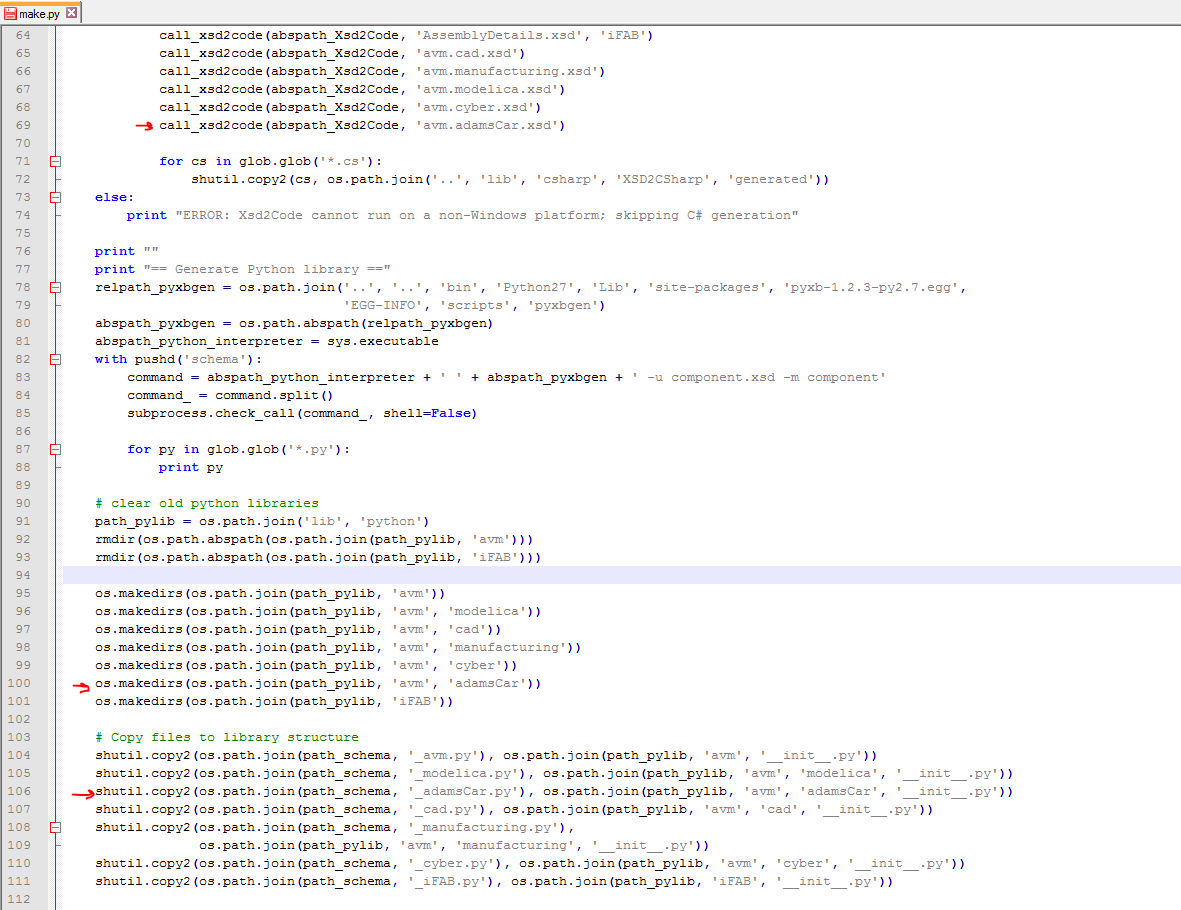 make.py
64 call_xsd2code(abspath_Xsd2Code, 'AssemblyDetails.xsd', 'iFAB')
65 call_xsd2code(abspath_Xsd2Code, 'avm.cad.xsd')
66 call_xsd2code(abspath_Xsd2Code, 'avm.manufacturing.xsd')
67 call_xsd2code(abspath_Xsd2Code, 'avm.modelica.xsd')
68 call_xsd2code(abspath_Xsd2Code, 'avm.cyber.xsd')
69 call_xsd2code(abspath_Xsd2Code, 'avm.adamsCar.xsd')
70
71 for cs in glob.glob('*.cs'):
72 shutil.copy2(cs, os.path.join('..', 'lib', 'csharp', 'XSD2CSharp', 'generated'))
73 else:
74 print "ERROR: Xsd2Code cannot run on a non-Windows platform; skipping C# generation"
75
76 print ""
77 print "== Generate Python library =="
78 relpath_pyxbgen = os.path.join('..', '..', 'bin', 'Python27', 'Lib', 'site-packages', 'pyxb-1.2.3-py2.7.egg',
79 'EGG-INFO', 'scripts', 'pyxbgen')
80 abspath_pyxbgen = os.path.abspath(relpath_pyxbgen)
81 abspath_python_interpreter = sys.executable
82 with pushd('schema'):
83 command = abspath_python_interpreter + ' ' + abspath_pyxbgen + ' -u component.xsd -m component'
84 command_ = command.split()
85 subprocess.check_call(command_, shell=False)
86
87 for py in glob.glob('*.py'):
88 print py
89
90 # clear old python libraries
91 path_pylib = os.path.join('lib', 'python')
92 rmdir(os.path.abspath(os.path.join(path_pylib, 'avm')))
93 rmdir(os.path.abspath(os.path.join(path_pylib, 'iFAB')))
94
95 os.makedirs(os.path.join(path_pylib, 'avm'))
96 os.makedirs(os.path.join(path_pylib, 'avm', 'modelica'))
97 os.makedirs(os.path.join(path_pylib, 'avm', 'cad'))
98 os.makedirs(os.path.join(path_pylib, 'avm', 'manufacturing'))
99 os.makedirs(os.path.join(path_pylib, 'avm', 'cyber'))
100 os.makedirs(os.path.join(path_pylib, 'avm', 'adamsCar'))
101 os.makedirs(os.path.join(path_pylib, 'iFAB'))
102
103 # Copy files to library structure
104 shutil.copy2(os.path.join(path_schema, '_avm.py'), os.path.join(path_pylib, 'avm', '__init__.py'))
105 shutil.copy2(os.path.join(path_schema, '_modelica.py'), os.path.join(path_pylib, 'avm', 'modelica', '__init__.py'))
106 shutil.copy2(os.path.join(path_schema, '_adamsCar.py'), os.path.join(path_pylib, 'avm', 'adamsCar', '__init__.py'))
107 shutil.copy2(os.path.join(path_schema, '_cad.py'), os.path.join(path_pylib, 'avm', 'cad', '__init__.py'))
108 shutil.copy2(os.path.join(path_schema, '_manufacturing.py'),
109 os.path.join(path_pylib, 'avm', 'manufacturing', '__init__.py'))
110 shutil.copy2(os.path.join(path_schema, '_cyber.py'), os.path.join(path_pylib, 'avm', 'cyber', '__init__.py'))
111 shutil.copy2(os.path.join(path_schema, '_iFAB.py'), os.path.join(path_pylib, 'iFAB', '__init__.py'))
112